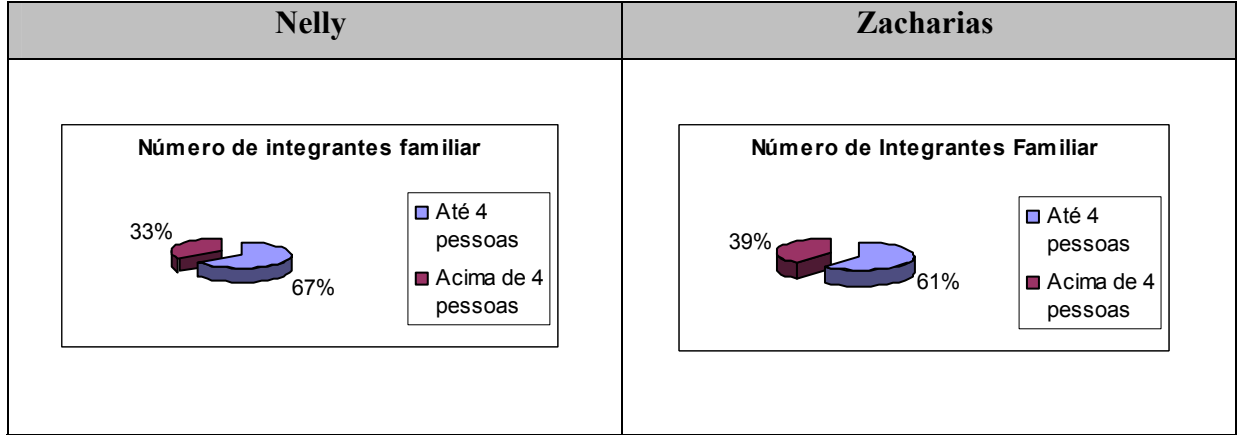 Nelly
Zacharias
Número de integrantes familiar
33%
67%
Até 4
pessoas
Acima de 4
pessoas
Número de Integrantes Familiar
39%
61%
Até 4
pessoas
Acima de 4
pessoas